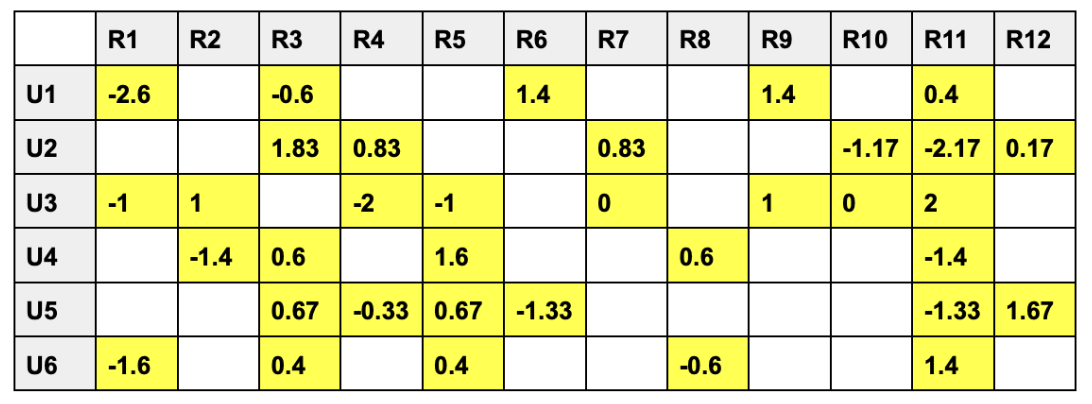 R1 R2 R3 R4 R5 R6 R7 R8 R9 R10 R11 R12
U1 -2.6 -0.6 1.4 1.4 0.4
U2 1.83 0.83 0.83 -1.17 -2.17 0.17
U3 -1 1 -2 -1 0 1 0 2
U4 -1.4 0.6 1.6 0.6 -1.4
U5 0.67 -0.33 0.67 -1.33 -1.33 1.67
U6 -1.6 0.4 0.4 -0.6 1.4